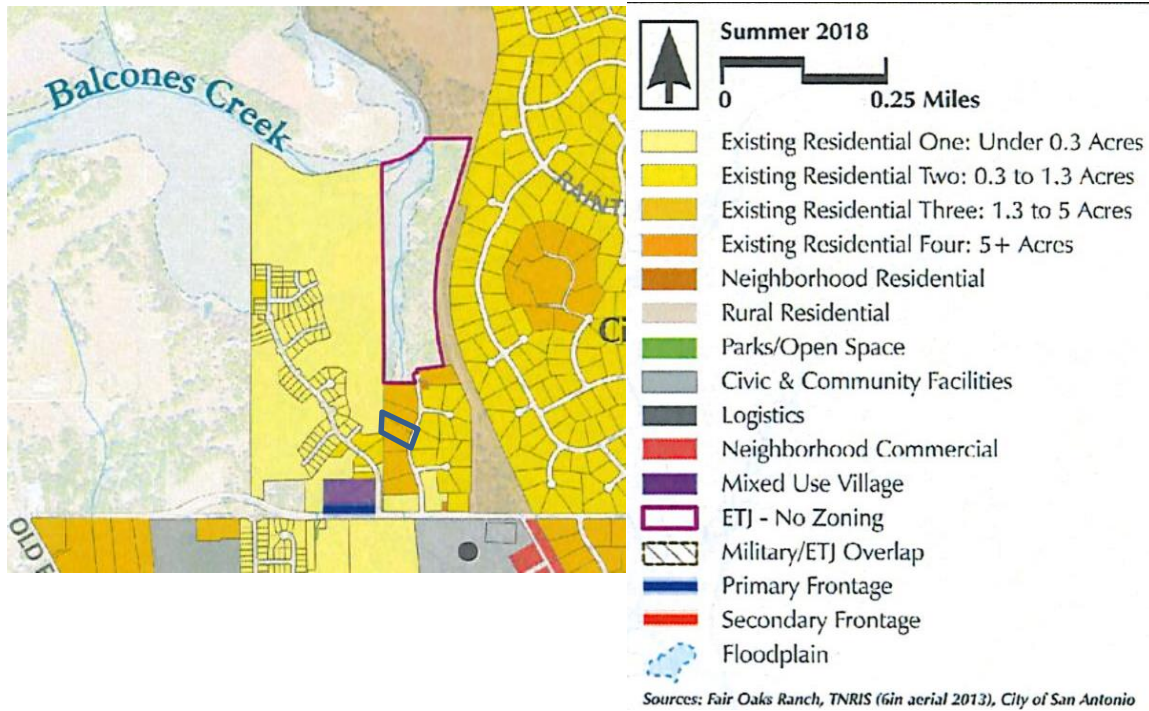 Balcones Creek
RAINT
Ci
OLD F
Summer 2018
0 0.25 Miles
Existing Residential One: Under 0.3 Acres
Existing Residential Two: 0.3 to 1.3 Acres
Existing Residential Three: 1.3 to 5 Acres
Existing Residential Four: 5+ Acres
Neighborhood Residential
Rural Residential
Parks/Open Space
Civic & Community Facilities
Logistics
Neighborhood Commercial
Mixed Use Village
ETJ - No Zoning
Military/ETJ Overlap
Primary Frontage
Secondary Frontage
Floodplain
Sources: Fair Oaks Ranch, TNRIS (6in aerial 2013), City of San Antonio